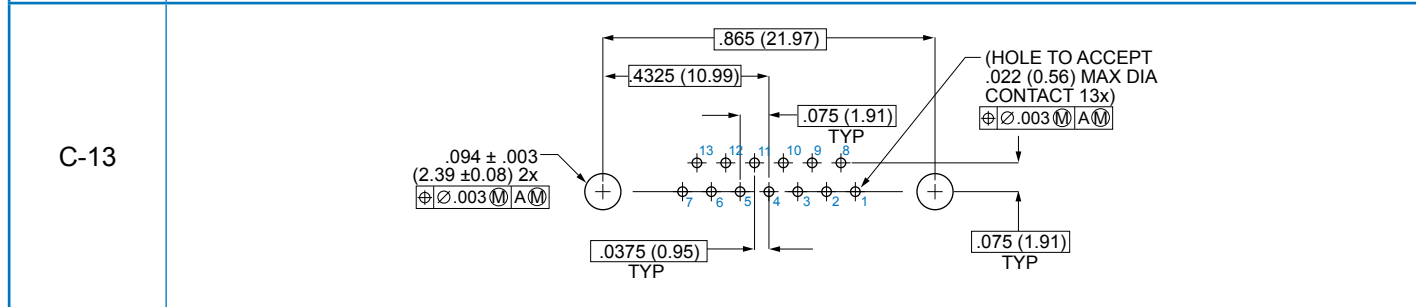 C-13
.865 (21.97)
.4325 (10.99)
(HOLE TO ACCEPT
.022 (0.56) MAX DIA
CONTACT 13x)
⌖ ∅.003 Ⓜ A Ⓜ
.075 (1.91)
TYP
.094 ± .003
(2.39 ±0.08) 2x
⌖ ∅.003 Ⓜ A Ⓜ
13 12 11 10 9 8
7 6 5 4 3 2 1
.0375 (0.95)
TYP
.075 (1.91)
TYP